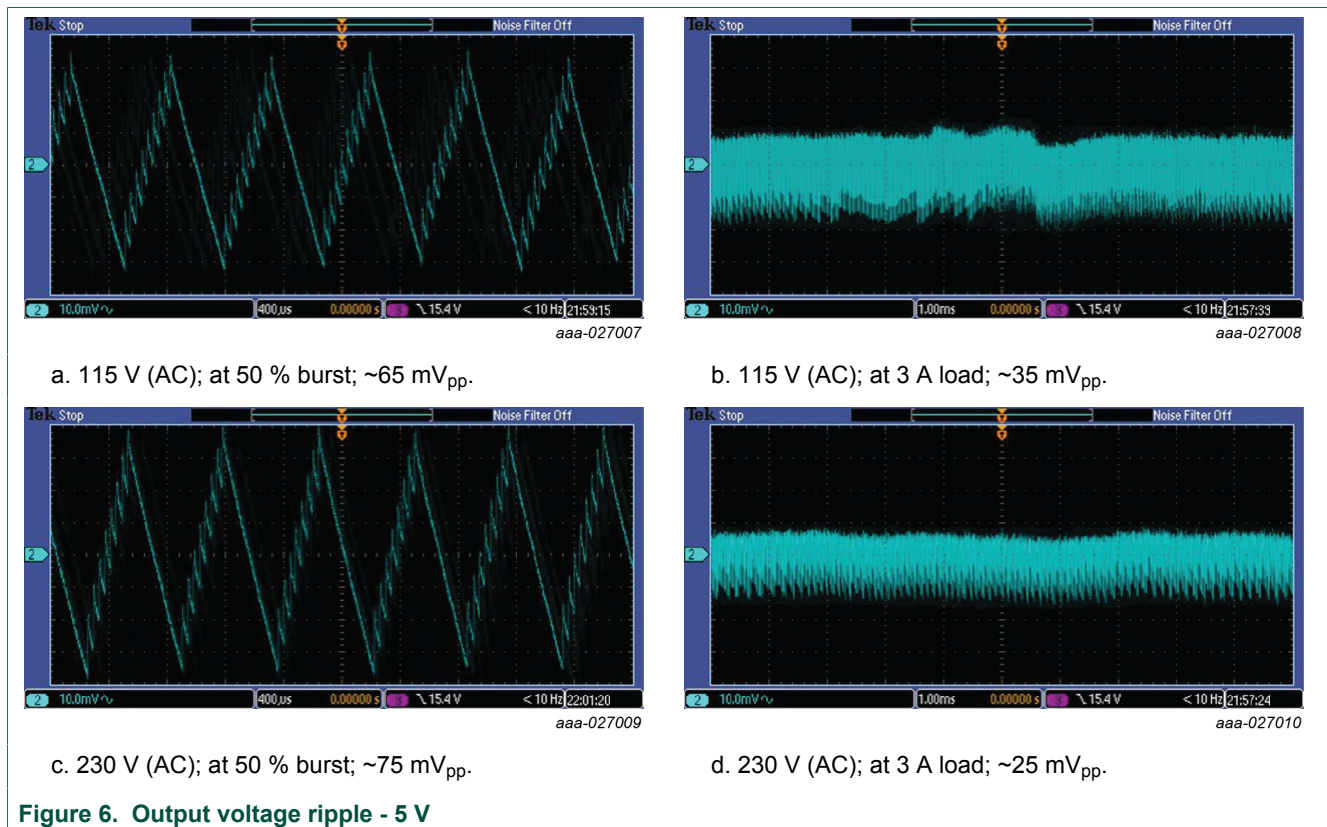 Tek Stop Noise Filter Off
2
2 10.0mV 400µs 0.00000 s 15.4 V < 10 Hz 21:59:15
aaa-027007
a. 115 V (AC); at 50 % burst; ~65 mVpp.
Tek Stop Noise Filter Off
2
2 10.0mV 1.00ms 0.00000 s 15.4 V < 10 Hz 21:57:39
aaa-027008
b. 115 V (AC); at 3 A load; ~35 mVpp.
Tek Stop Noise Filter Off
2
2 10.0mV 400µs 0.00000 s 15.4 V < 10 Hz 22:01:20
aaa-027009
c. 230 V (AC); at 50 % burst; ~75 mVpp.
Tek Stop Noise Filter Off
2
2 10.0mV 1.00ms 0.00000 s 15.4 V < 10 Hz 21:57:24
aaa-027010
d. 230 V (AC); at 3 A load; ~25 mVpp.
Figure 6. Output voltage ripple - 5 V